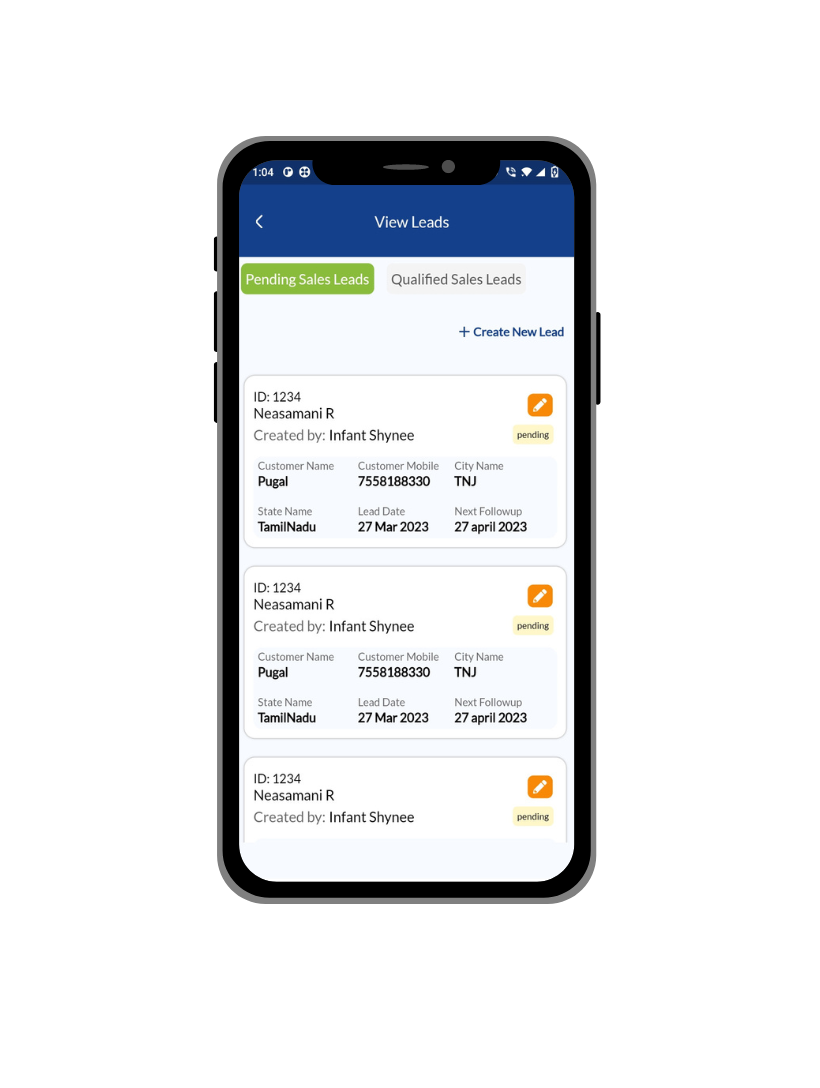 1:04
View Leads
Pending Sales Leads Qualified Sales Leads
+ Create New Lead
ID: 1234
Neasamani R
Created by: Infant Shynee
pending
Customer Name Customer Mobile City Name
Pugal 7558188330 TNJ
State Name Lead Date Next Followup
TamilNadu 27 Mar 2023 27 april 2023
ID: 1234
Neasamani R
Created by: Infant Shynee
pending
Customer Name Customer Mobile City Name
Pugal 7558188330 TNJ
State Name Lead Date Next Followup
TamilNadu 27 Mar 2023 27 april 2023
ID: 1234
Neasamani R
Created by: Infant Shynee
pending